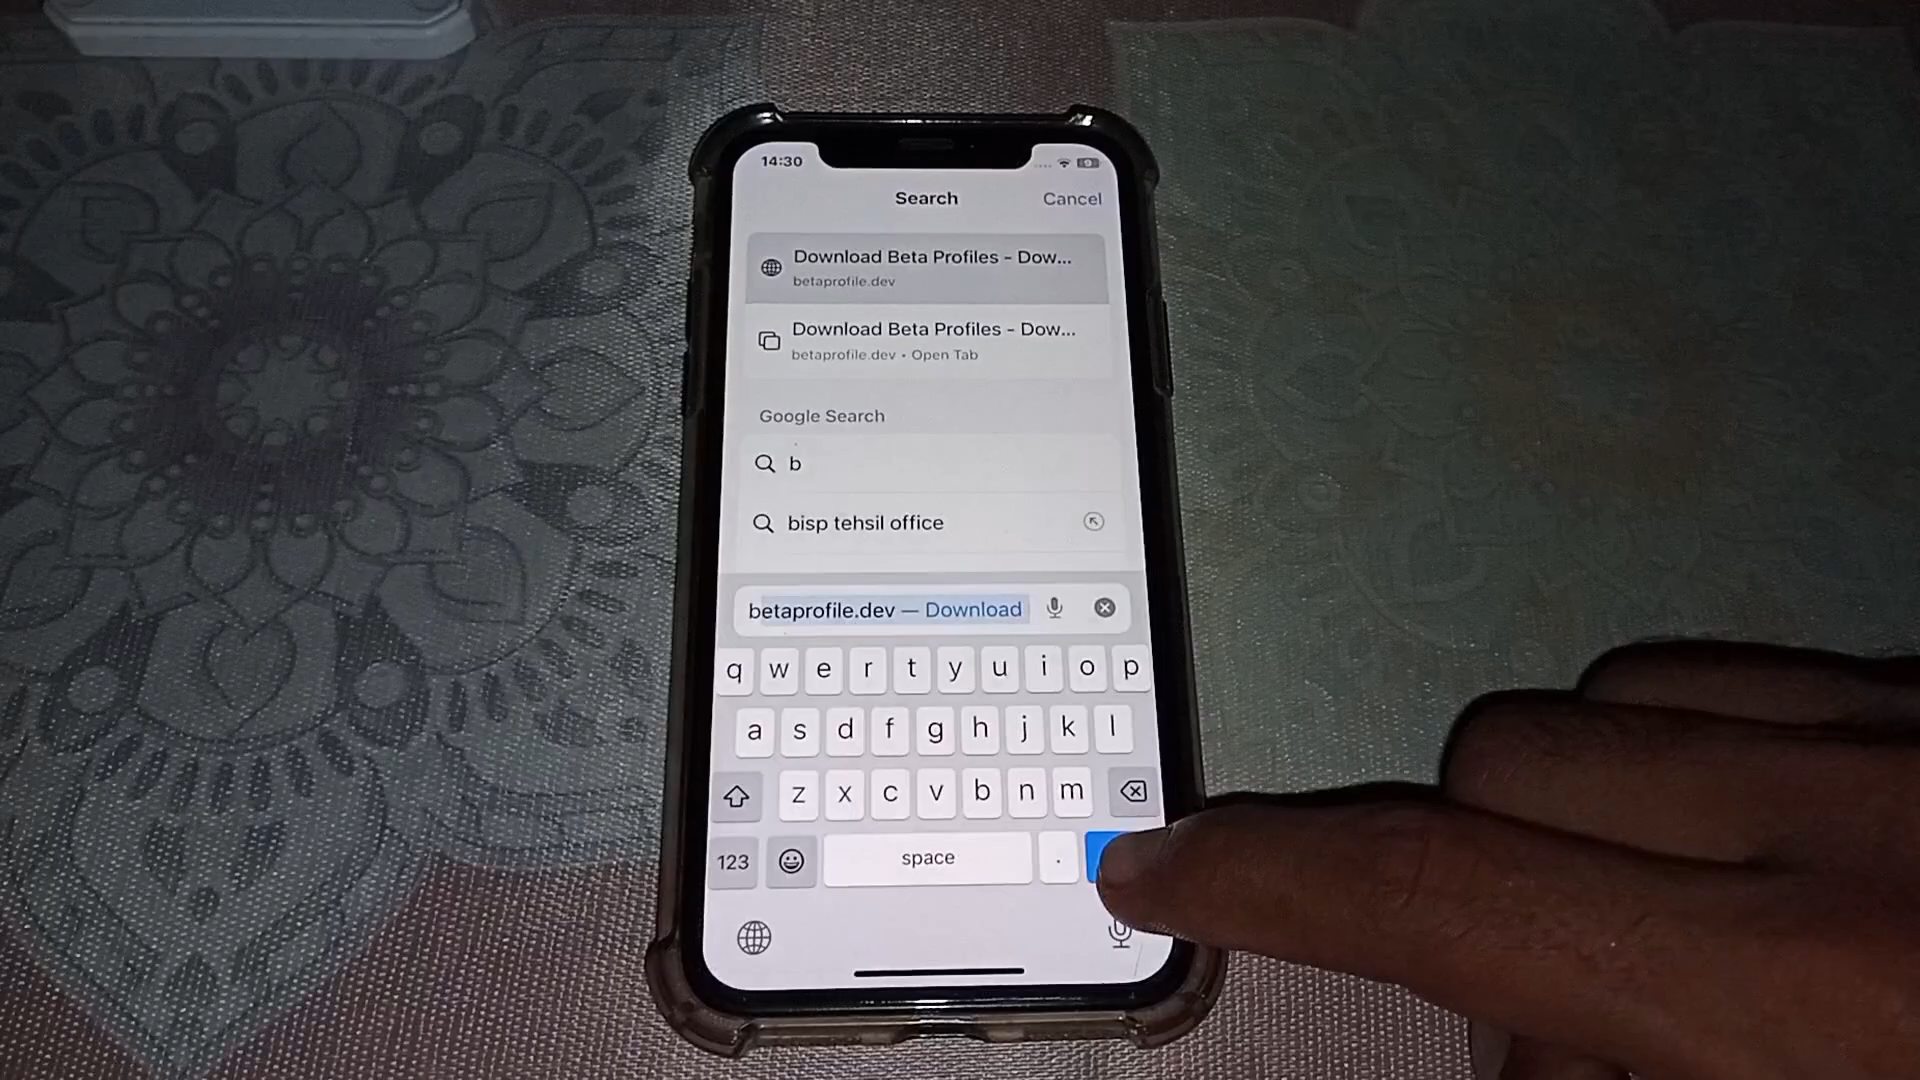 14:30
9
Search
Cancel
Download Beta Profiles - Dow...
betaprofile.dev
Download Beta Profiles - Dow...
betaprofile.dev • Open Tab
Google Search
b
bisp tehsil office
betaprofile.dev — Download
q w e r t y u i o p
a s d f g h j k l
z x c v b n m
123
space
.